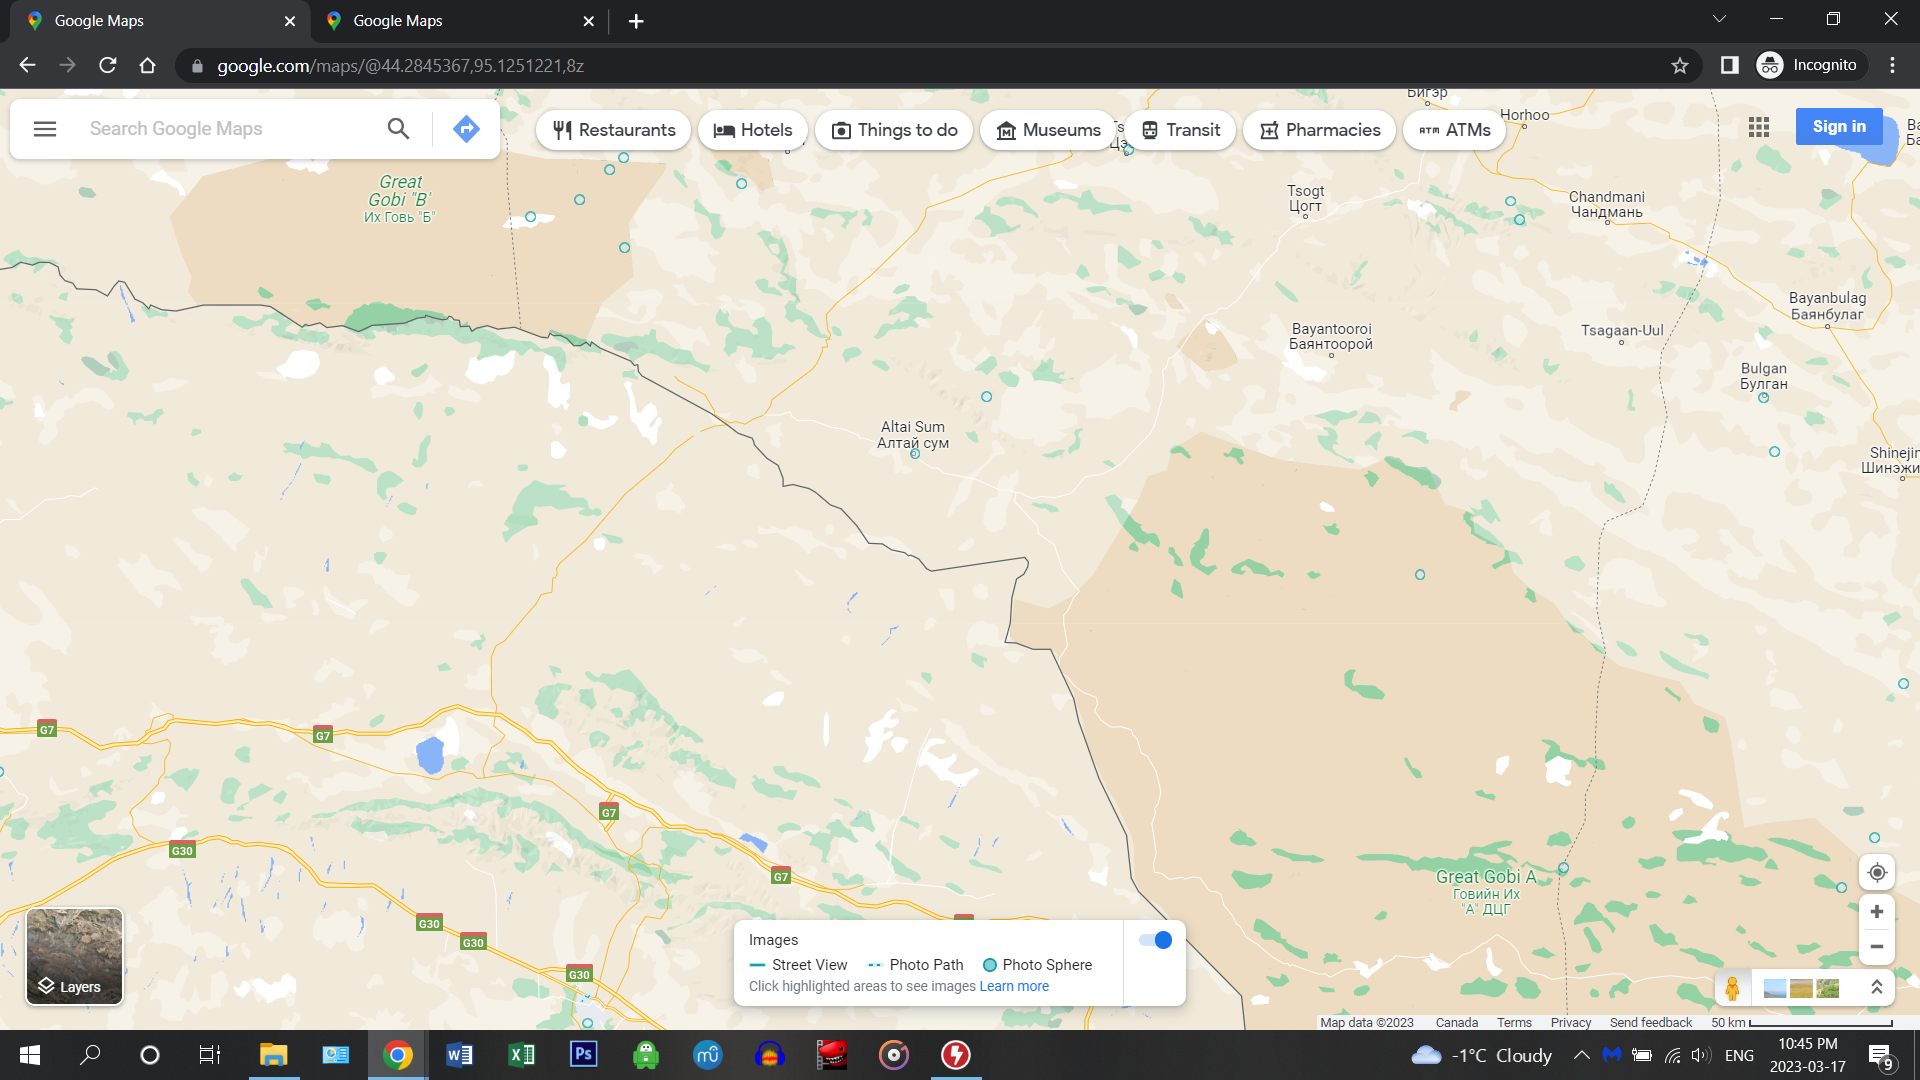 Google Maps
Google Maps
google.com/maps/@44.2845367,95.1251221,8z
Incognito
Search Google Maps
Restaurants
Hotels
Things to do
Museums
Transit
Pharmacies
ATM
ATMs
Sign in
Бигэр
Horhoo
Great
Gobi "B"
Их Говь "Б"
Tsogt
Цогт
Chandmani
Чандмань
Bayanbulag
Баянбулаг
Bayantooroi
Баянтоорой
Tsagaan-Uul
Bulgan
Булган
Altai Sum
Алтай сум
Shinejin
Шинэжи
G7
G7
G7
G7
G30
G30
G30
G30
Great Gobi A
Говийн Их
"А" ДЦГ
Layers
Images
Street View
Photo Path
Photo Sphere
Click highlighted areas to see images Learn more
Map data ©2023
Canada
Terms
Privacy
Send feedback
50 km
-1°C Cloudy
ENG
10:45 PM
2023-03-17
9
W
X
Ps